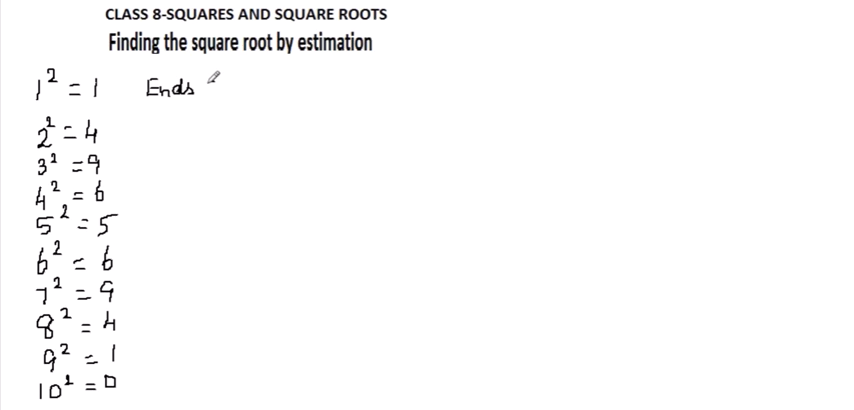 CLASS 8-SQUARES AND SQUARE ROOTS
Finding the square root by estimation
1² = 1 Ends
2² = 4
3² = 9
4² = 6
5² = 5
6² = 6
7² = 9
8² = 4
9² = 1
10² = 0